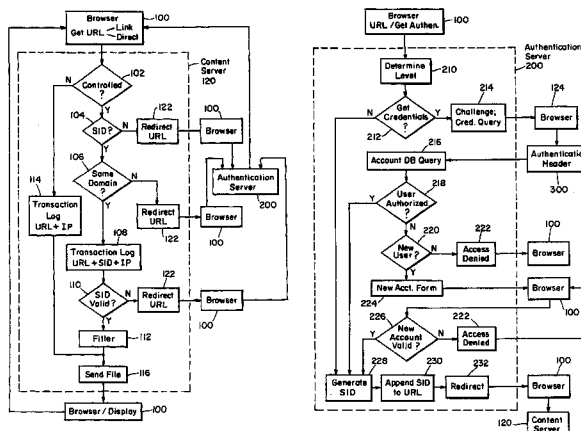 Browser
Get URL
Link
Direct
100
Content
Server
120
Controlled
?
102
N
Y
104
SID?
N
122
Redirect
URL
100
Browser
Y
106
Same
Domain
?
N
Redirect
URL
122
Browser
100
Authentication
Server
200
114
Transaction
Log
URL + IP
Y
108
Transaction Log
URL + SID + IP
110
SID
Valid?
N
122
Redirect
URL
Browser
100
Y
Filter
112
Send File
116
Browser / Display
100
Browser
URL /Get Authen.
100
Authentication
Server
200
Determine
Level
210
Get
Credentials
?
212
N
Y
214
Challenge;
Cred. Query
124
Browser
216
Account DB Query
Authentication
Header
300
218
User
Authorized
?
Y
N
220
New
User?
N
222
Access
Denied
100
Browser
Y
224
New Acct. Form
Browser
100
226
New
Account
Valid?
Y
N
222
Access
Denied
228
Generate
SID
230
Append SID
to URL
232
Redirect
100
Browser
120
Content
Server